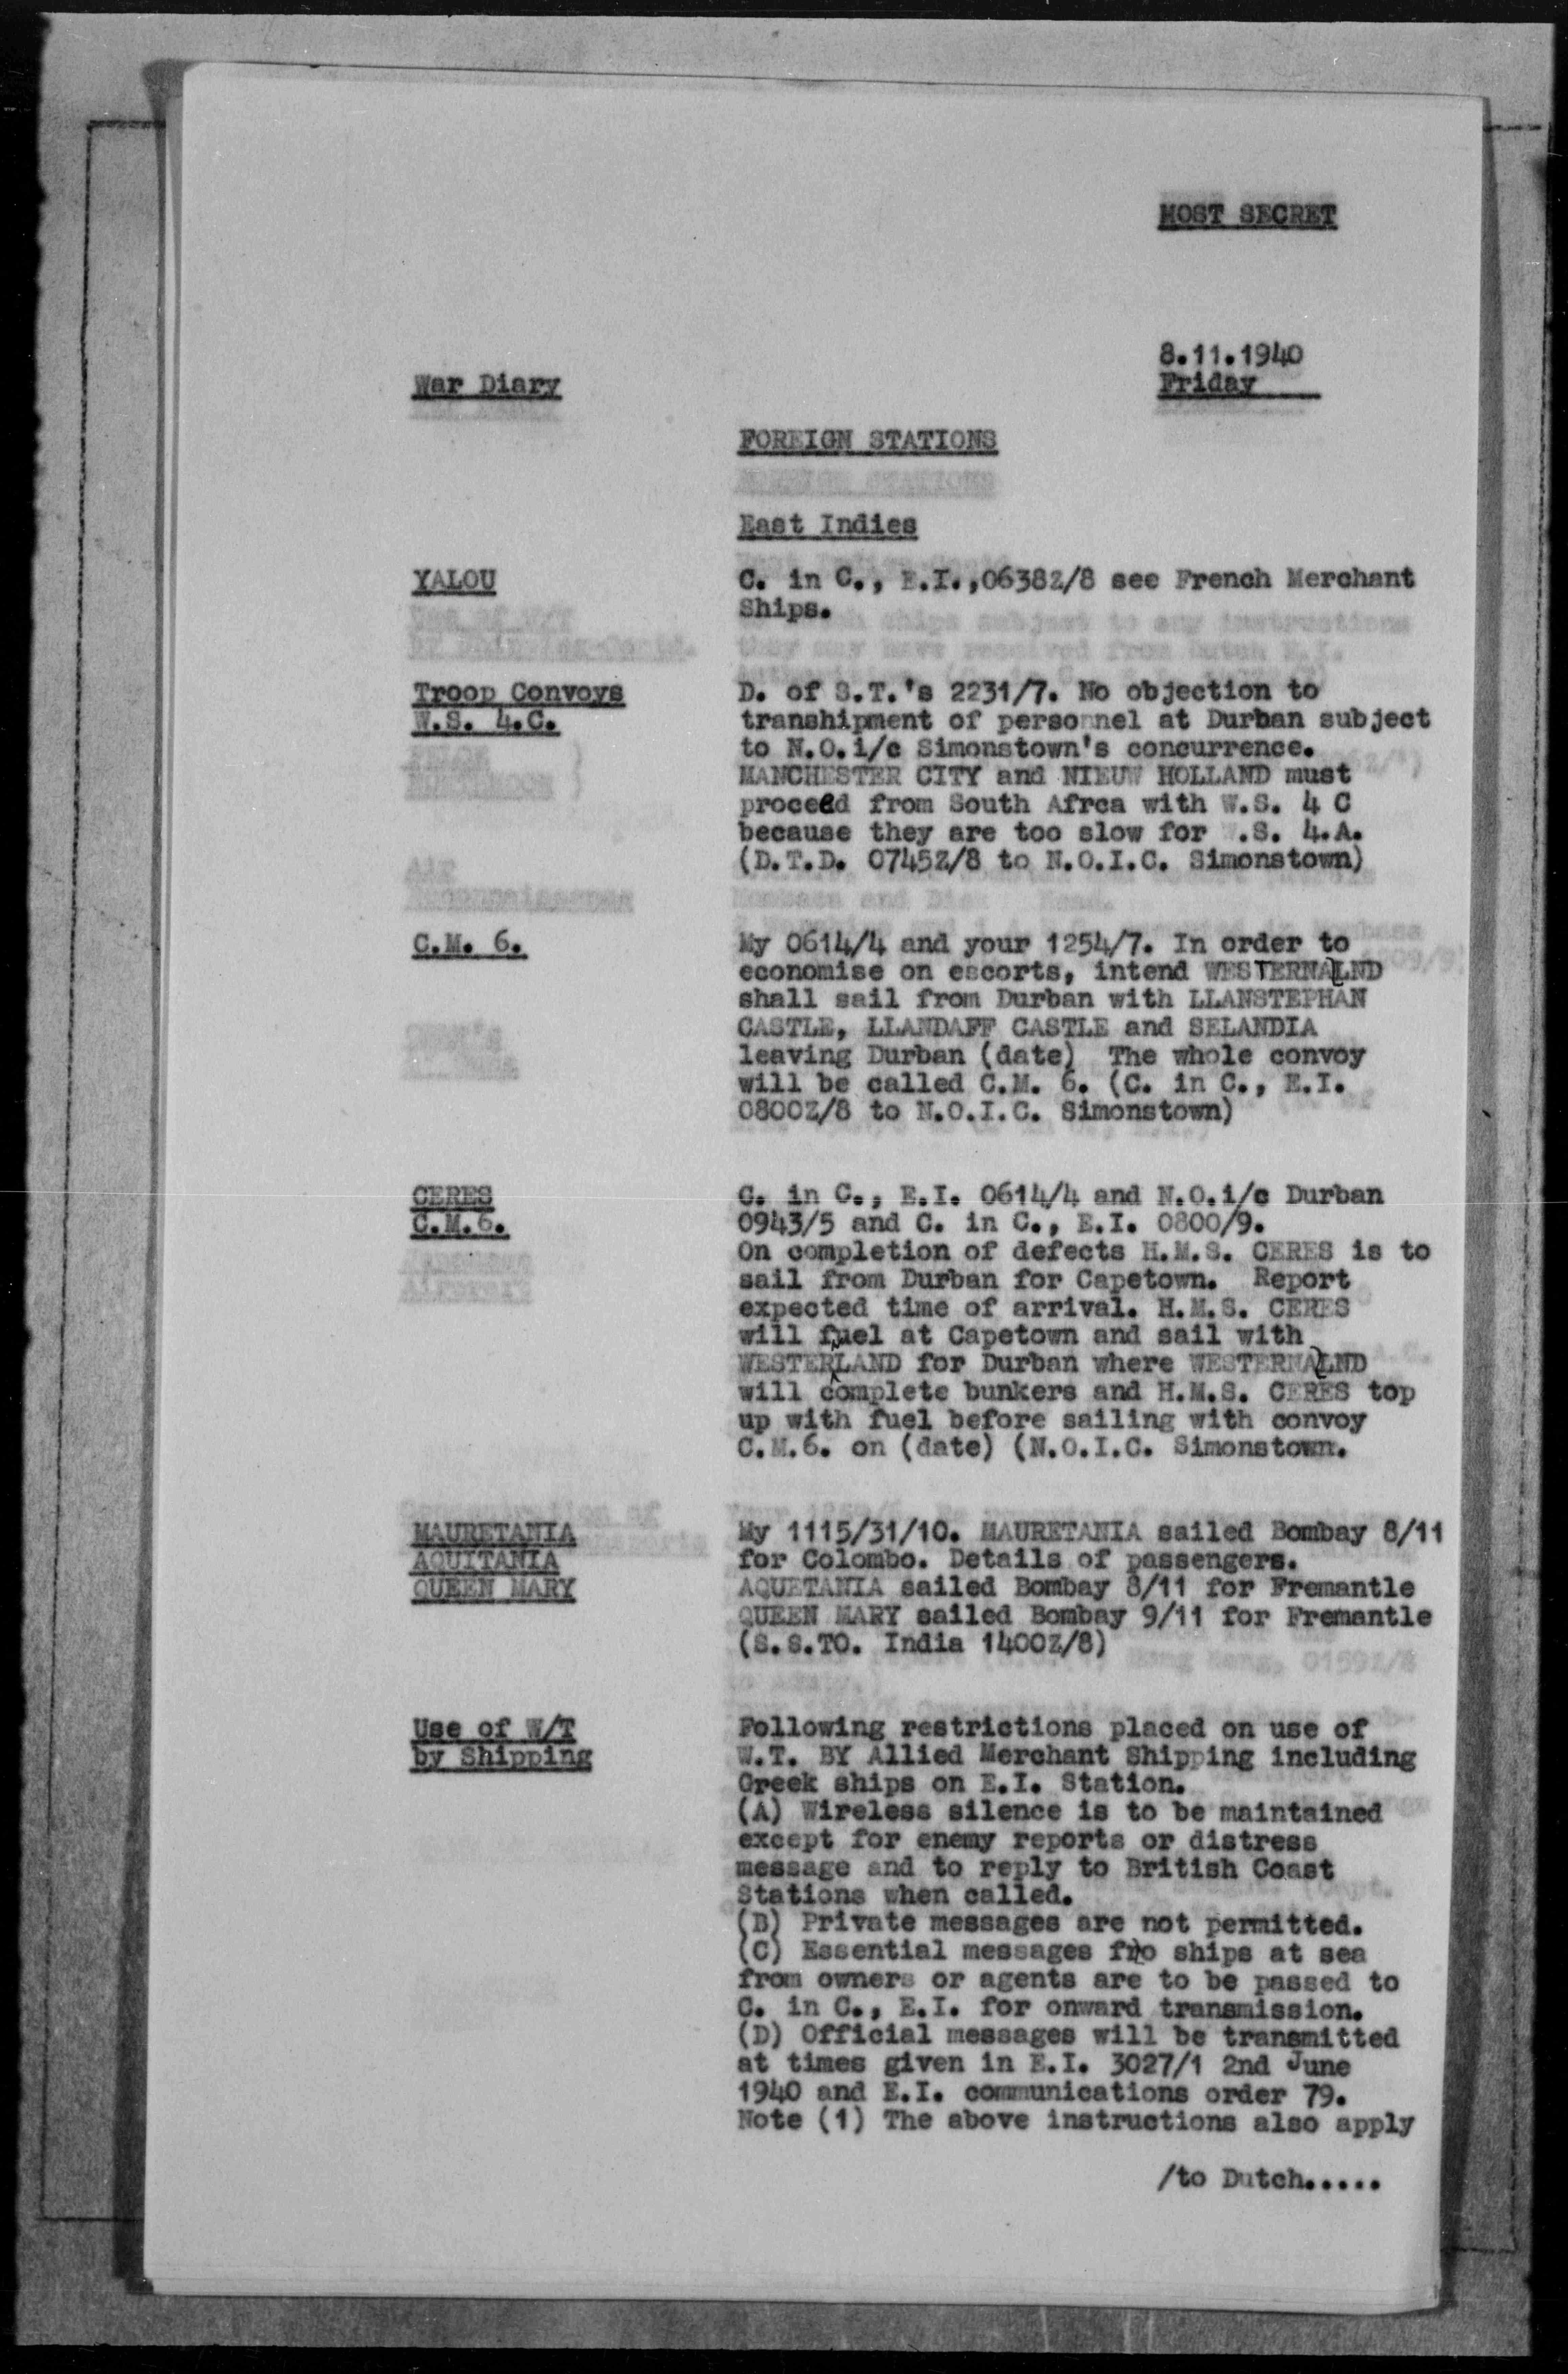 MOST SECRET
8.11.1940
War Diary
Friday
FOREIGN STATIONS
East Indies
YALOU
C. in C., E.I.,0638Z/8 see French Merchant
Ships.
Troop Convoys
W.S. 4.C.
D. of S.T.'s 2231/7. No objection to
transhipment of personnel at Durban subject
to N.O.i/c Simonstown's concurrence.
MANCHESTER CITY and NIEUW HOLLAND must
proceed from South Afrca with W.S. 4 C
because they are too slow for W.S. 4.A.
(D.T.D. 0745Z/8 to N.O.I.C. Simonstown)
C.M. 6.
My 0614/4 and your 1254/7. In order to
economise on escorts, intend WESTERNALND
shall sail from Durban with LLANSTEPHAN
CASTLE, LLANDAFF CASTLE and SELANDIA
leaving Durban (date) The whole convoy
will be called C.M. 6. (C. in C., E.I.
0800Z/8 to N.O.I.C. Simonstown)
CERES
C.M.6.
C. in C., E.I. 0614/4 and N.O.i/c Durban
0943/5 and C. in C., E.I. 0800/9.
On completion of defects H.M.S. CERES is to
sail from Durban for Capetown. Report
expected time of arrival. H.M.S. CERES
will fuel at Capetown and sail with
WESTERLAND for Durban where WESTERNALND
will complete bunkers and H.M.S. CERES top
up with fuel before sailing with convoy
C.M.6. on (date) (N.O.I.C. Simonstown.
MAURETANIA
AQUITANIA
QUEEN MARY
My 1115/31/10. MAURETANIA sailed Bombay 8/11
for Colombo. Details of passengers.
AQUETANIA sailed Bombay 8/11 for Fremantle
QUEEN MARY sailed Bombay 9/11 for Fremantle
(S.S.TO. India 1400Z/8)
Use of W/T
by Shipping
Following restrictions placed on use of
W.T. BY Allied Merchant Shipping including
Greek ships on E.I. Station.
(A) Wireless silence is to be maintained
except for enemy reports or distress
message and to reply to British Coast
Stations when called.
(B) Private messages are not permitted.
(C) Essential messages fro ships at sea
from owners or agents are to be passed to
C. in C., E.I. for onward transmission.
(D) Official messages will be transmitted
at times given in E.I. 3027/1 2nd June
1940 and E.I. communications order 79.
Note (1) The above instructions also apply
/to Dutch.....